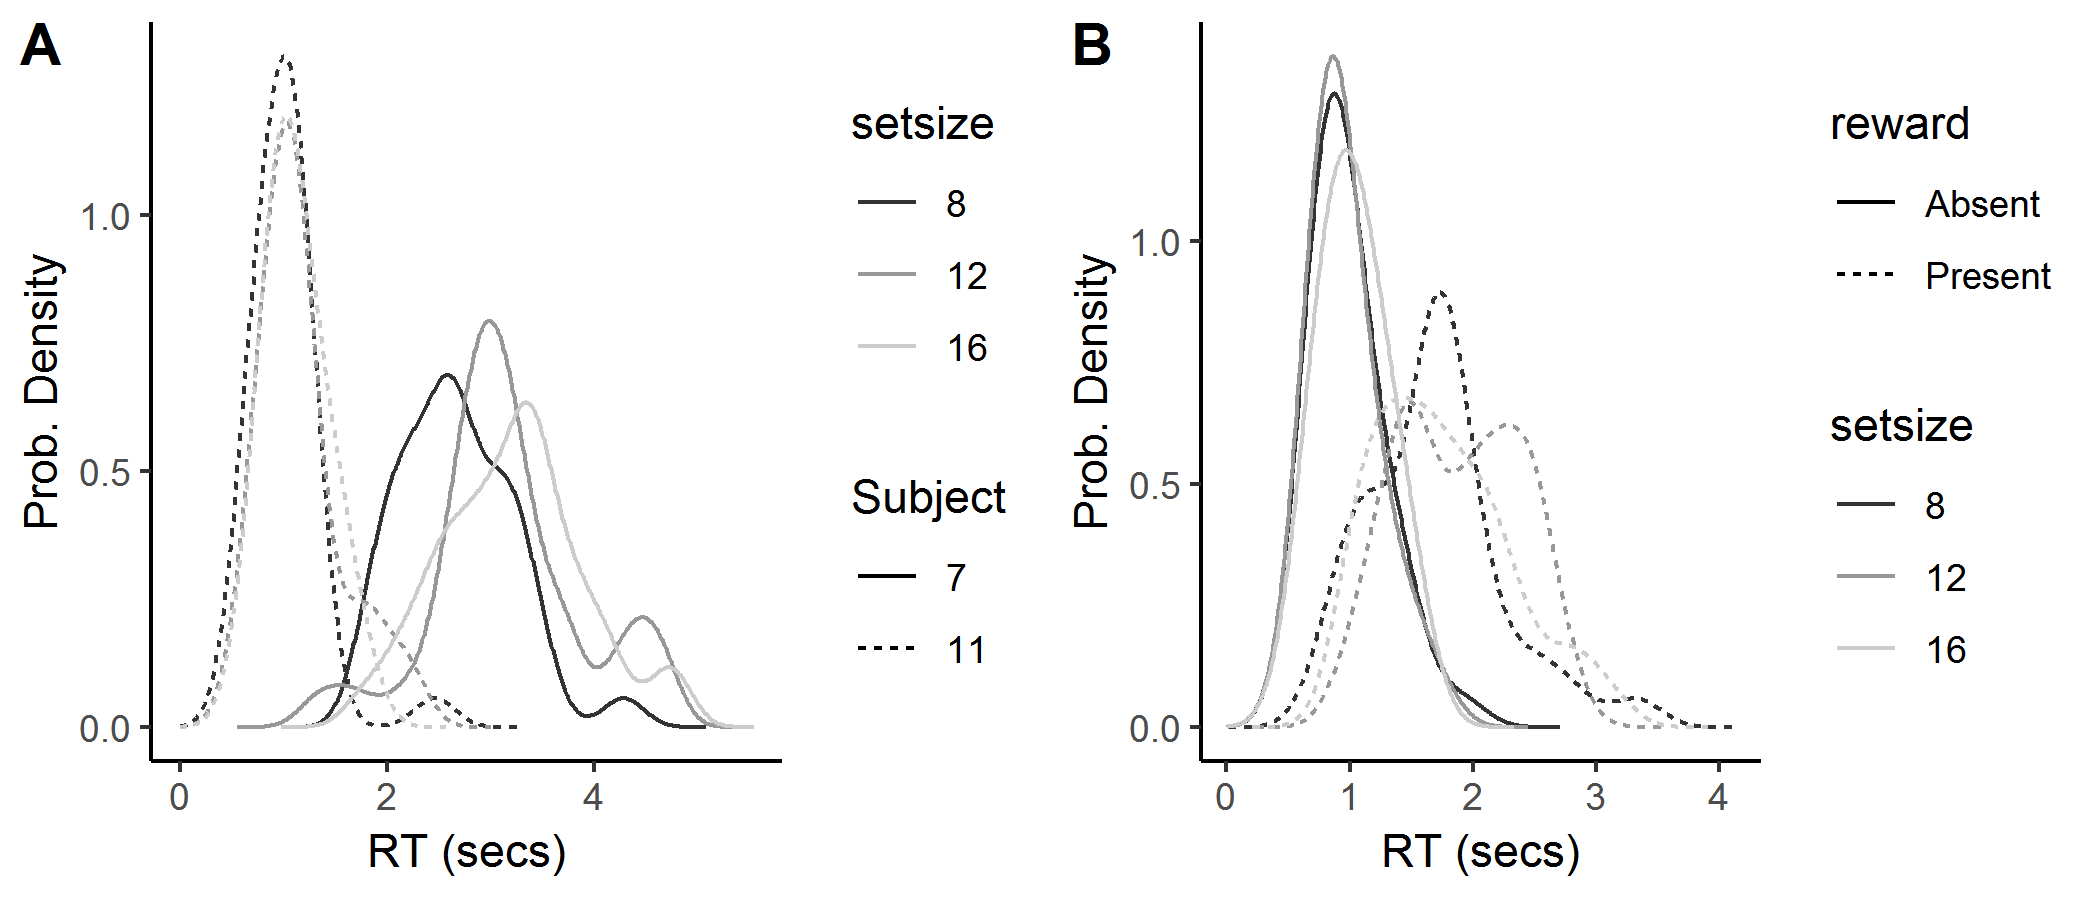 A
Prob. Density
1.0
0.5
0.0
0
2
4
RT (secs)
setsize
8
12
16
Subject
7
11
B
Prob. Density
1.0
0.5
0.0
0
1
2
3
4
RT (secs)
reward
Absent
Present
setsize
8
12
16